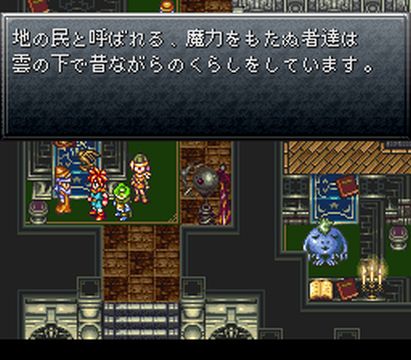 地の民と呼ばれる、魔力をもたぬ者達は
雲の下で昔ながらのくらしをしています。